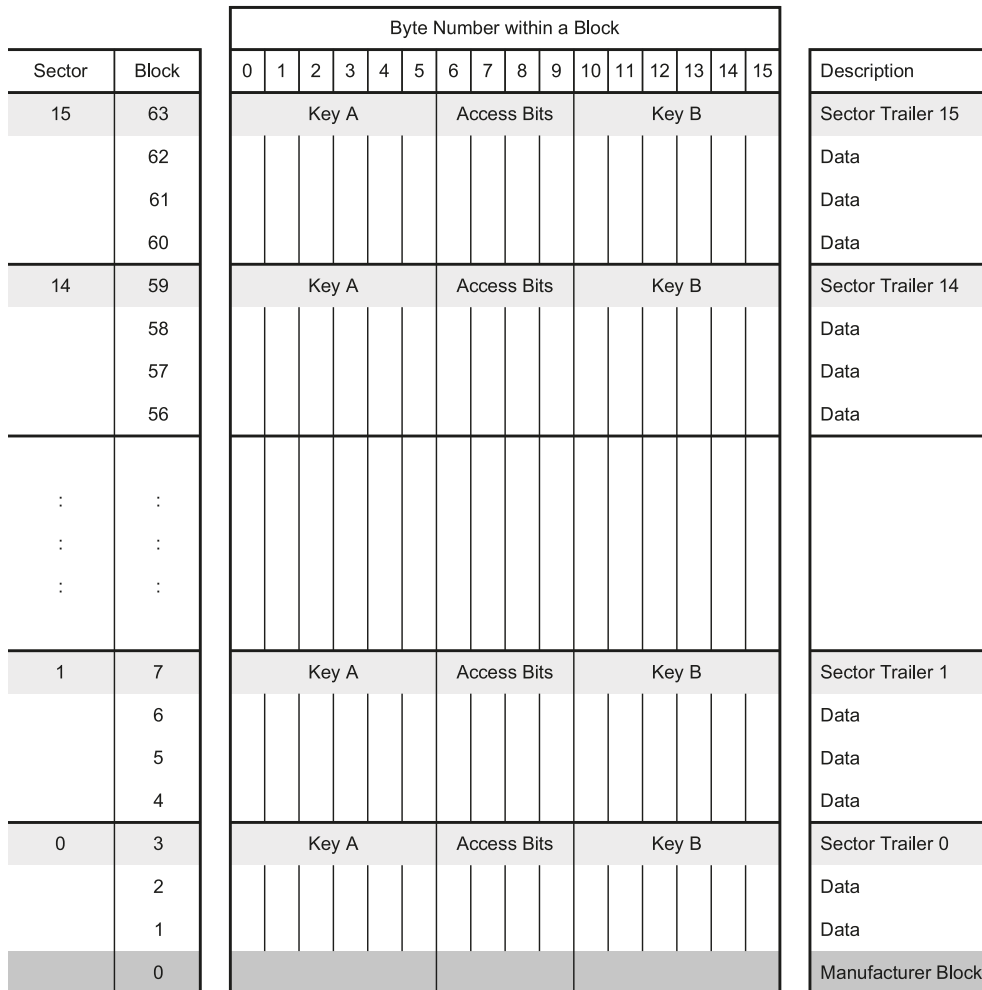 Byte Number within a Block
Sector Block 0 1 2 3 4 5 6 7 8 9 10 11 12 13 14 15 Description
15 63 Key A Access Bits Key B Sector Trailer 15
62 Data
61 Data
60 Data
14 59 Key A Access Bits Key B Sector Trailer 14
58 Data
57 Data
56 Data
: :
: :
: :
1 7 Key A Access Bits Key B Sector Trailer 1
6 Data
5 Data
4 Data
0 3 Key A Access Bits Key B Sector Trailer 0
2 Data
1 Data
0 Manufacturer Block